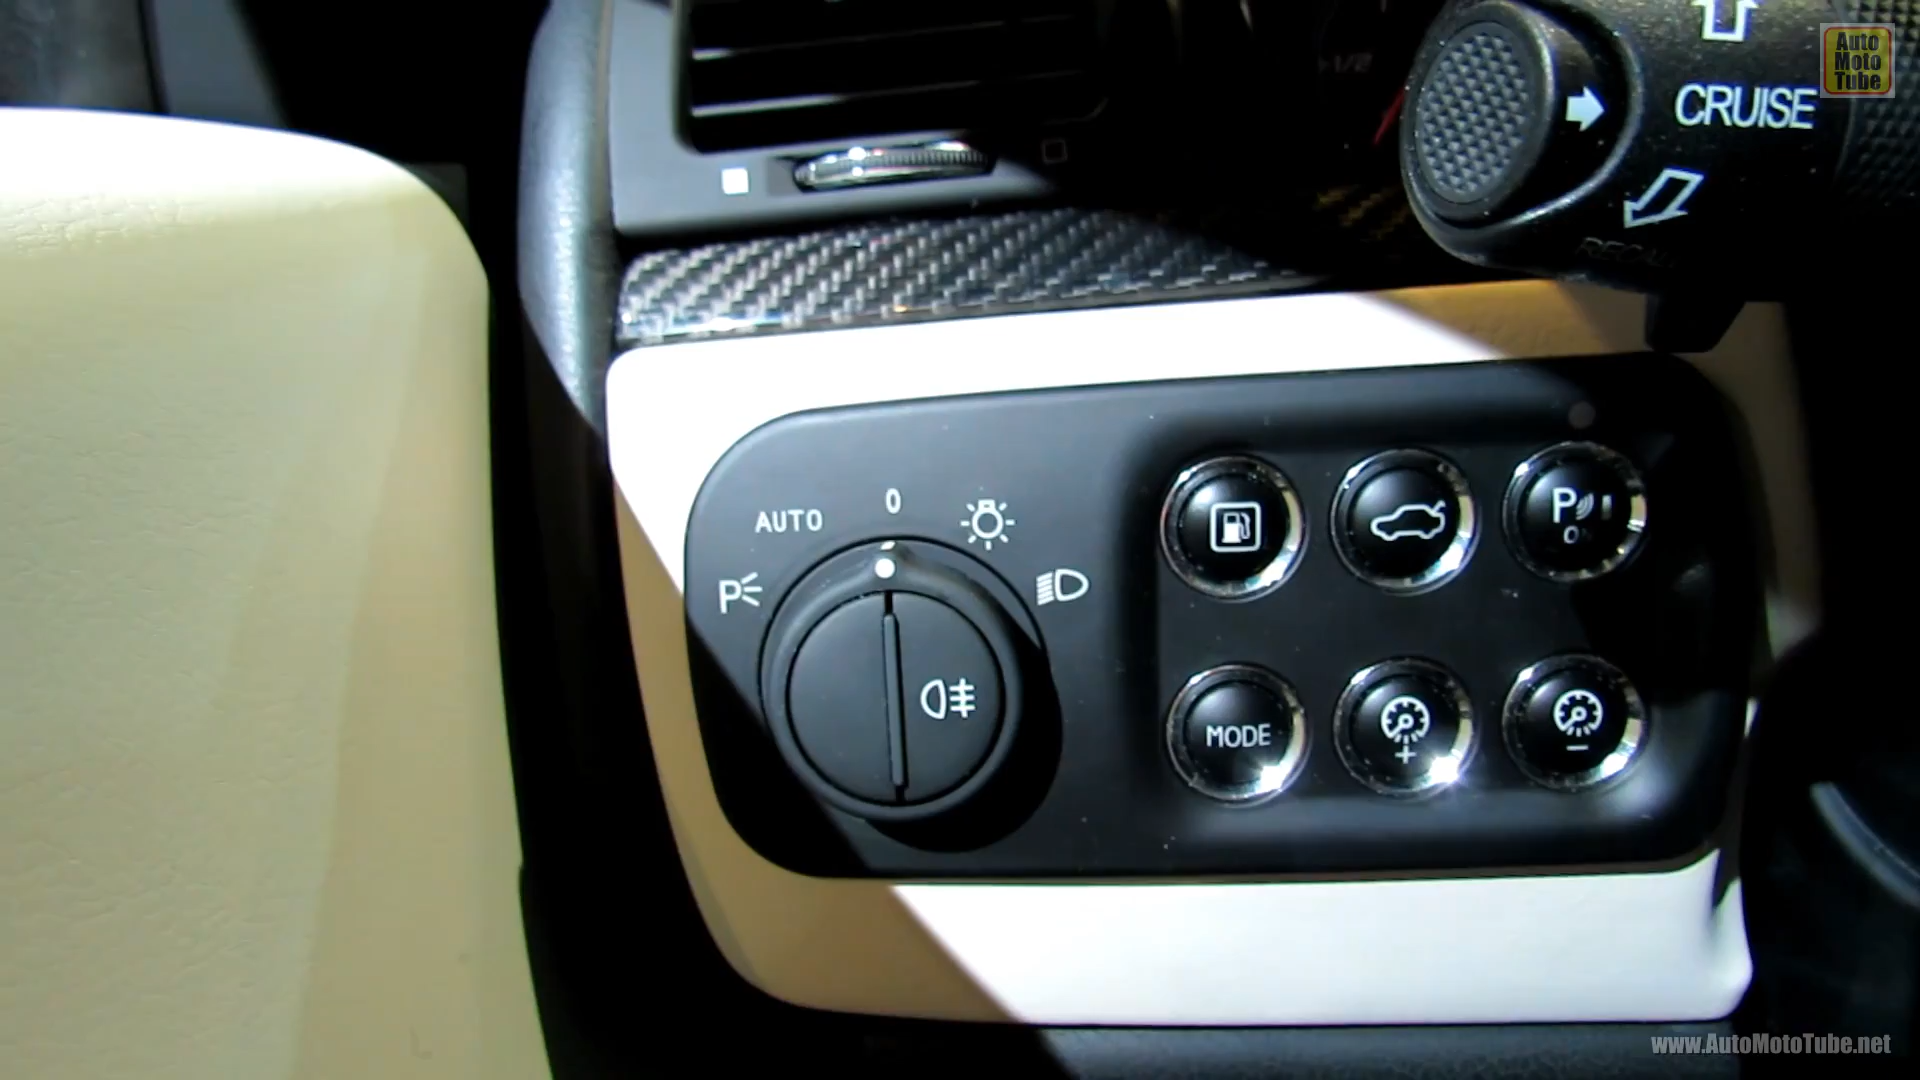 Auto
Moto
Tube
CRUISE
0
AUTO
P
P
MODE
+
-
www.AutoMotoTube.net